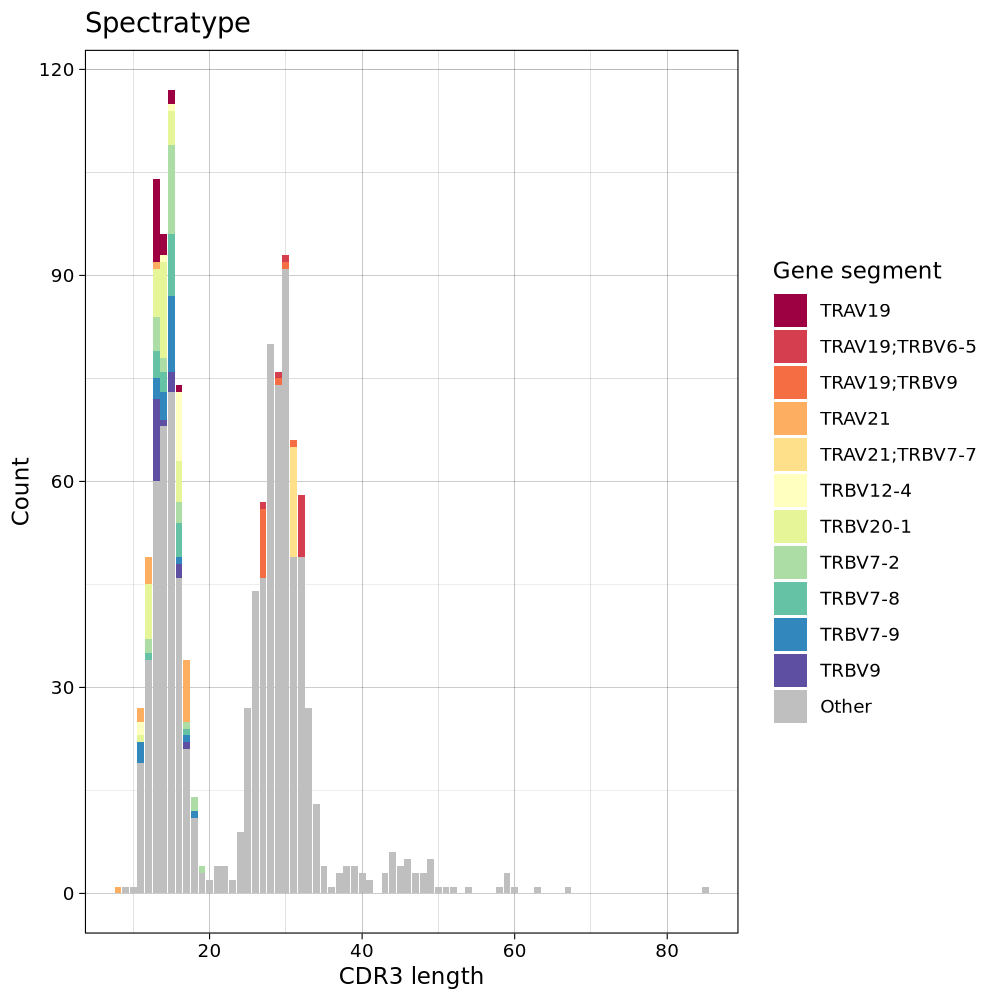 Spectratype
120
90
60
30
0
Count
20
40
60
80
CDR3 length
Gene segment
TRAV19
TRAV19;TRBV6-5
TRAV19;TRBV9
TRAV21
TRAV21;TRBV7-7
TRBV12-4
TRBV20-1
TRBV7-2
TRBV7-8
TRBV7-9
TRBV9
Other